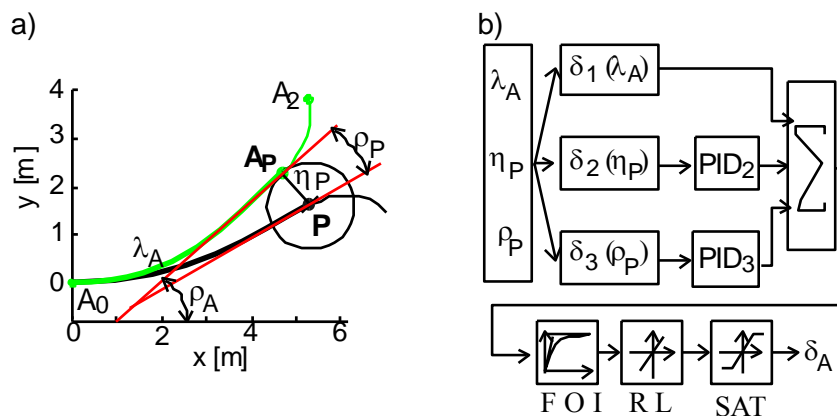 a)
4
3
2
1
0
y [m]
A2
AP
ρP
ηP
P
λA
A0
ρA
0
2
4
6
x [m]
b)
λA
ηP
ρP
δ1 (λA)
δ2 (ηP)
δ3 (ρP)
PID2
PID3
Σ
F O I
R L
SAT
δA